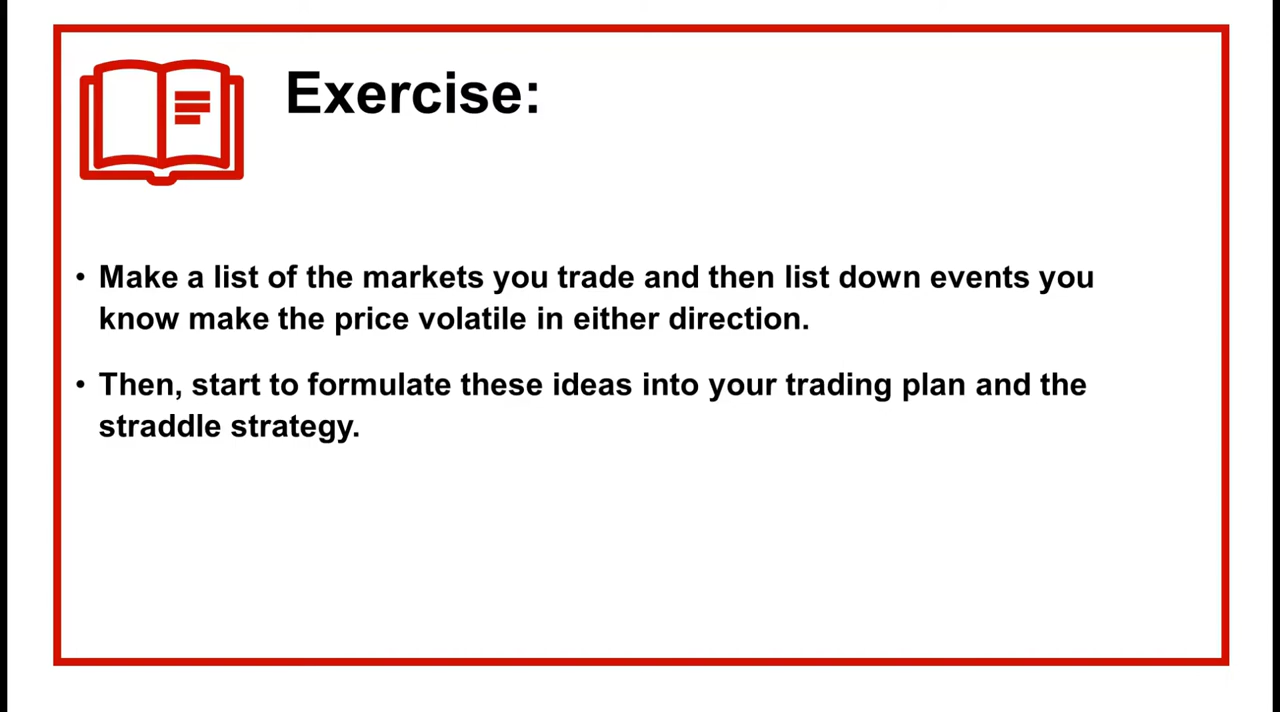 Exercise:
• Make a list of the markets you trade and then list down events you
know make the price volatile in either direction.
• Then, start to formulate these ideas into your trading plan and the
straddle strategy.